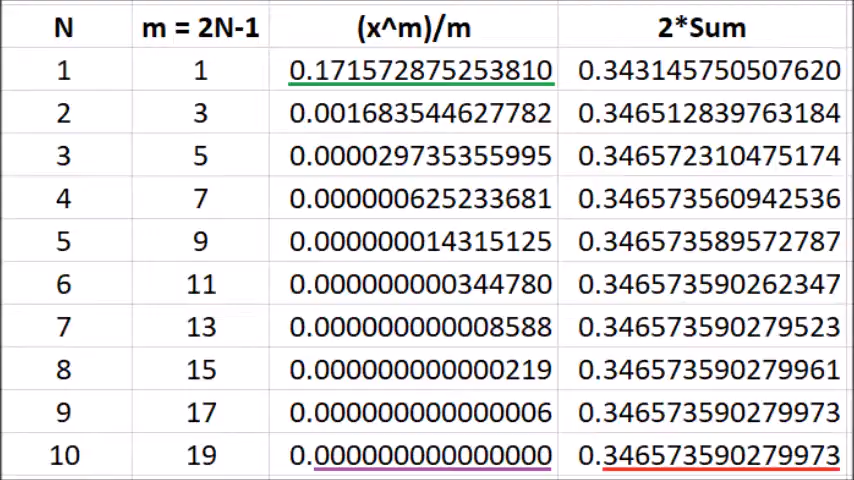 N m = 2N-1 (x^m)/m 2*Sum
1 1 0.171572875253810 0.343145750507620
2 3 0.001683544627782 0.346512839763184
3 5 0.000029735355995 0.346572310475174
4 7 0.000000625233681 0.346573560942536
5 9 0.000000014315125 0.346573589572787
6 11 0.000000000344780 0.346573590262347
7 13 0.000000000008588 0.346573590279523
8 15 0.000000000000219 0.346573590279961
9 17 0.000000000000006 0.346573590279973
10 19 0.000000000000000 0.346573590279973